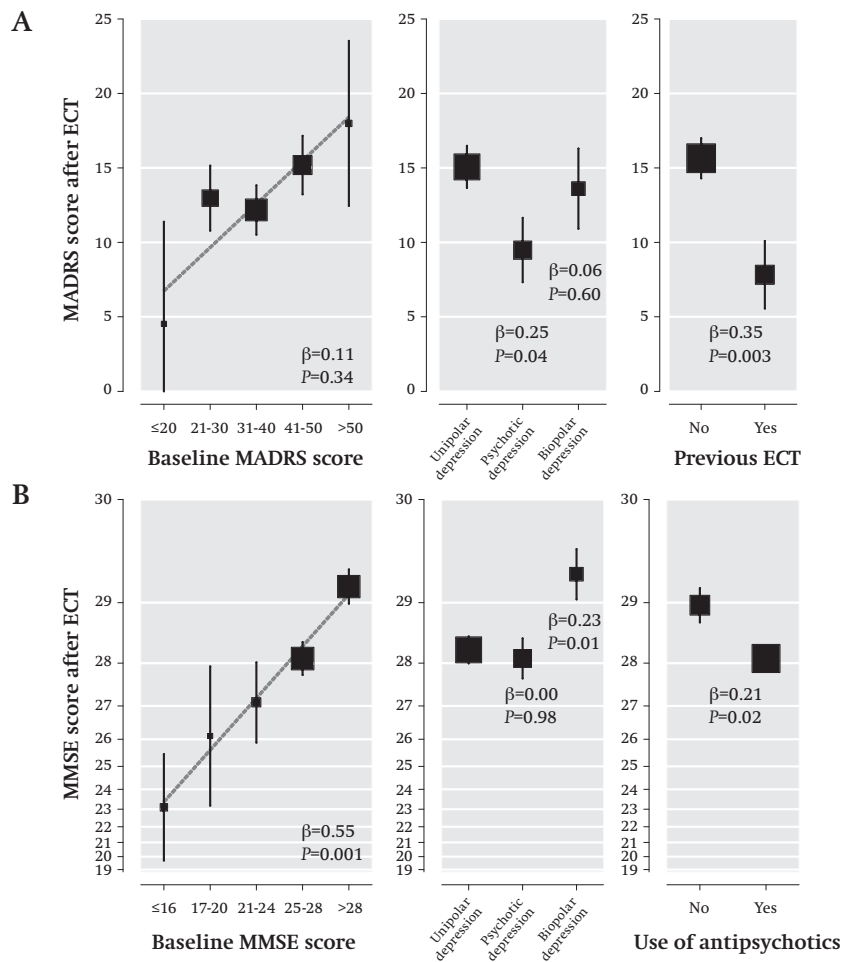 A
MADRS score after ECT
25
20
15
10
5
0
β=0.11
P=0.34
≤20 21-30 31-40 41-50 >50
Baseline MADRS score
25
20
15
10
5
0
β=0.06
P=0.60
β=0.25
P=0.04
Unipolar
depression
Psychotic
depression
Biopolar
depression
25
20
15
10
5
0
β=0.35
P=0.003
No Yes
Previous ECT
B
MMSE score after ECT
30
29
28
27
26
25
24
23
22
21
20
19
β=0.55
P=0.001
≤16 17-20 21-24 25-28 >28
Baseline MMSE score
30
29
28
27
26
25
24
23
22
21
20
19
β=0.23
P=0.01
β=0.00
P=0.98
Unipolar
depression
Psychotic
depression
Biopolar
depression
30
29
28
27
26
25
24
23
22
21
20
19
β=0.21
P=0.02
No Yes
Use of antipsychotics